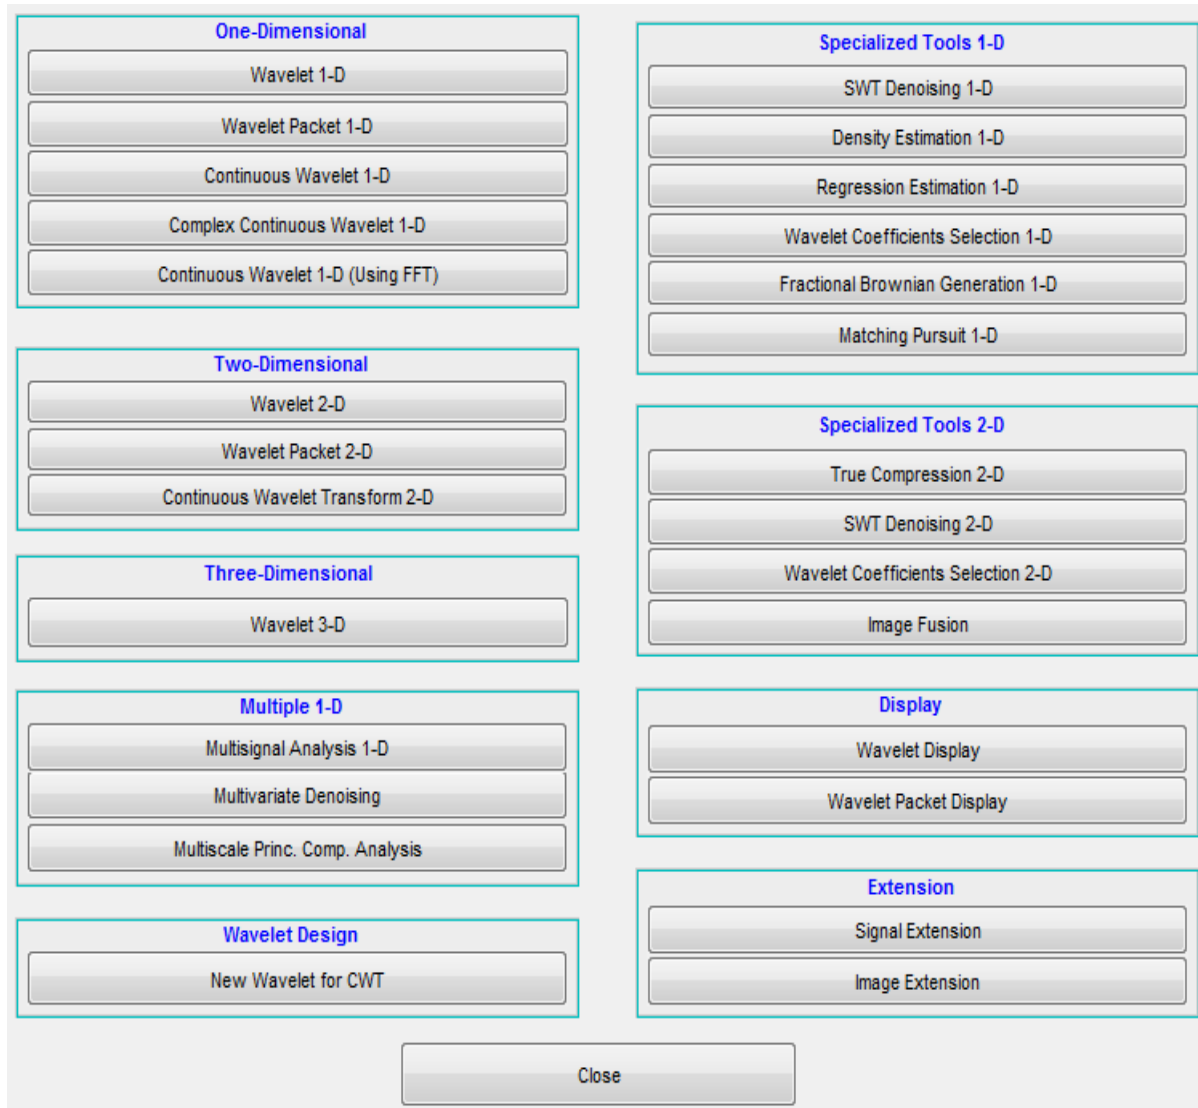 One-Dimensional
Wavelet 1-D
Wavelet Packet 1-D
Continuous Wavelet 1-D
Complex Continuous Wavelet 1-D
Continuous Wavelet 1-D (Using FFT)
Two-Dimensional
Wavelet 2-D
Wavelet Packet 2-D
Continuous Wavelet Transform 2-D
Three-Dimensional
Wavelet 3-D
Multiple 1-D
Multisignal Analysis 1-D
Multivariate Denoising
Multiscale Princ. Comp. Analysis
Wavelet Design
New Wavelet for CWT
Specialized Tools 1-D
SWT Denoising 1-D
Density Estimation 1-D
Regression Estimation 1-D
Wavelet Coefficients Selection 1-D
Fractional Brownian Generation 1-D
Matching Pursuit 1-D
Specialized Tools 2-D
True Compression 2-D
SWT Denoising 2-D
Wavelet Coefficients Selection 2-D
Image Fusion
Display
Wavelet Display
Wavelet Packet Display
Extension
Signal Extension
Image Extension
Close